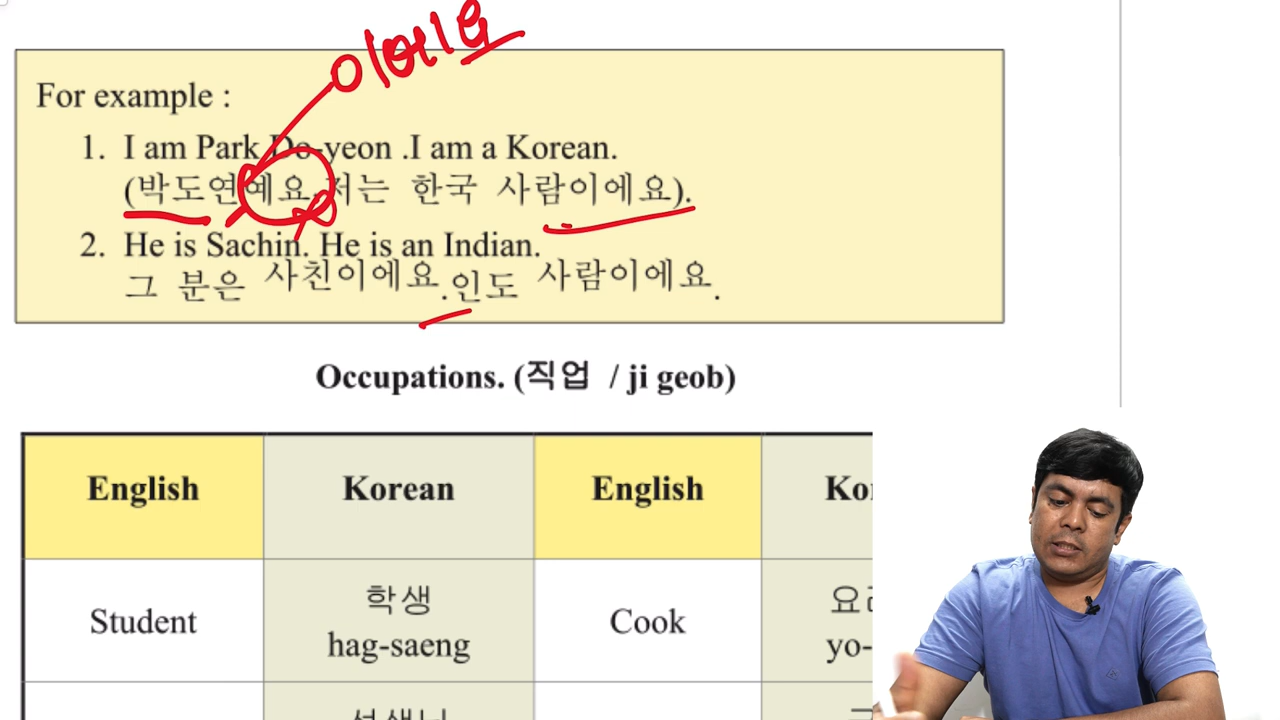 이에요
For example :
1. I am Park Do-yeon .I am a Korean.
(박도연예요.저는 한국 사람이에요).
2. He is Sachin. He is an Indian.
그 분은 사친이에요.인도 사람이에요.
Occupations. (직업 / ji geob)
English Korean English
Student 학생 hag-saeng Cook